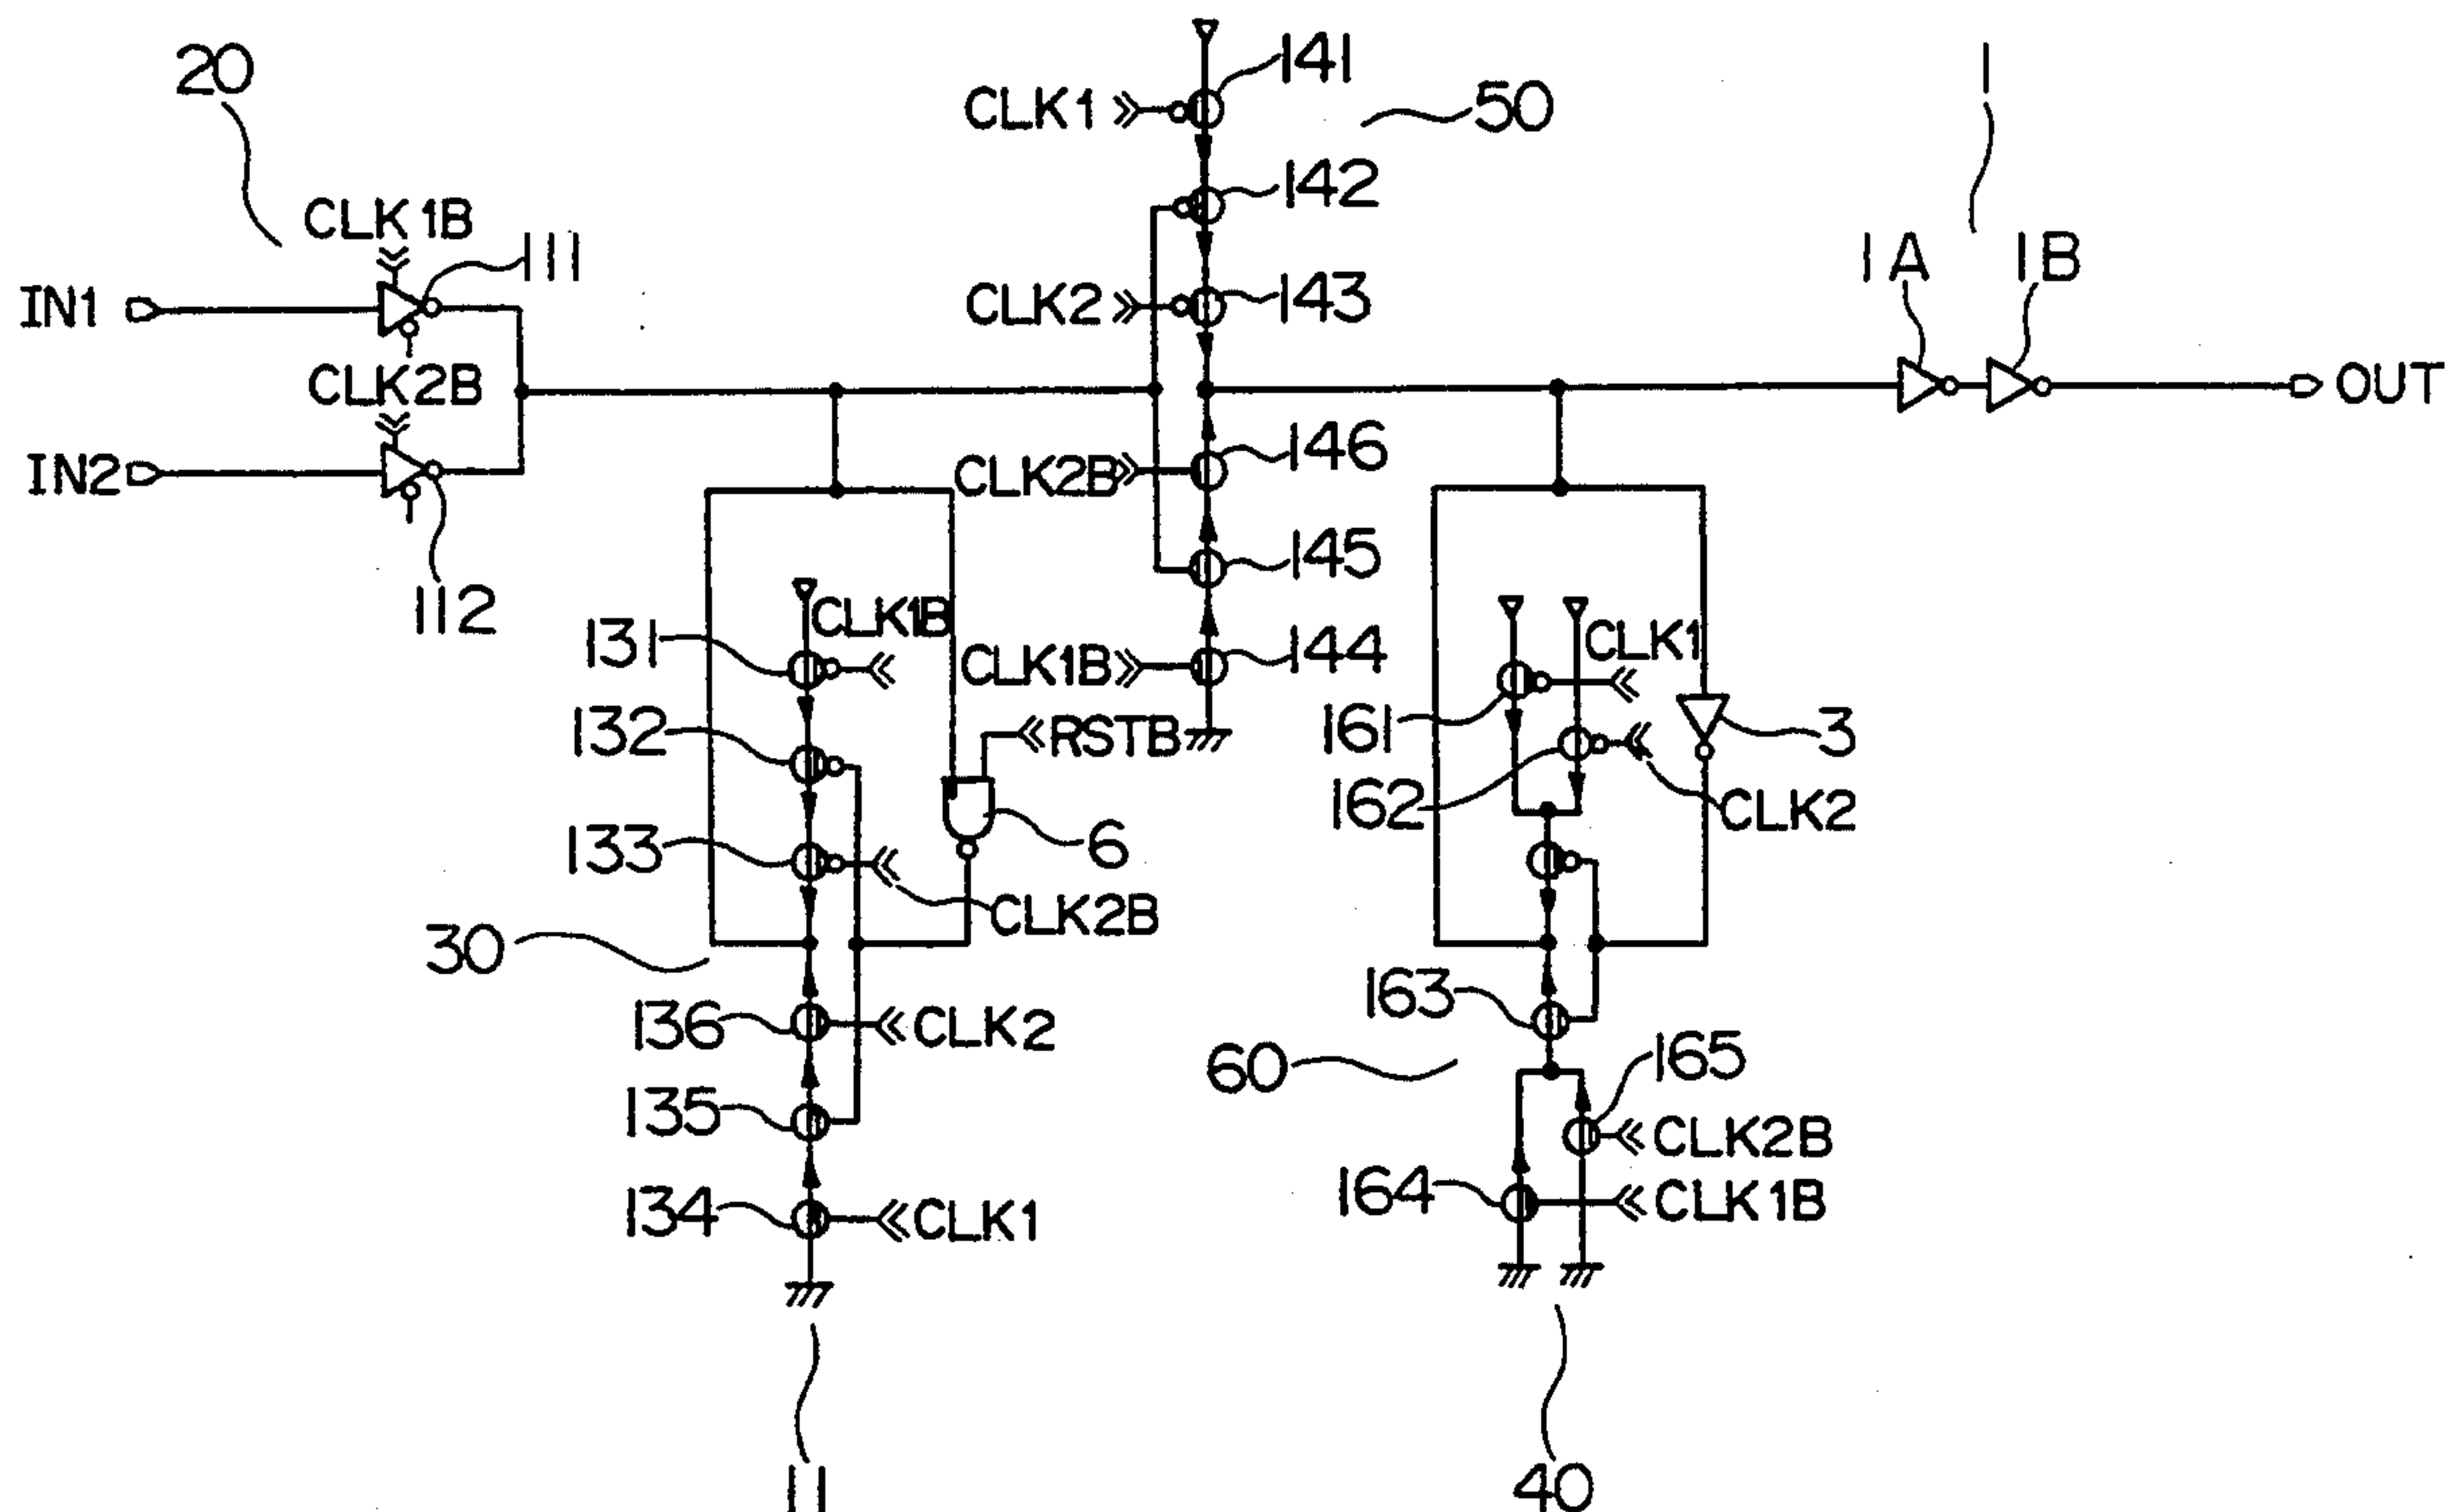 20
141
CLK1
50
1
142
CLK1B
111
1A
1B
IN1
CLK2
143
CLK2B
OUT
IN2
CLK2B
146
145
112
CLK1B
131
CLK1B
144
CLK1
132
RSTB
161
3
162
CLK2
133
6
CLK2B
30
163
136
CLK2
60
165
135
CLK2B
164
CLK1B
134
CLK1
11
40